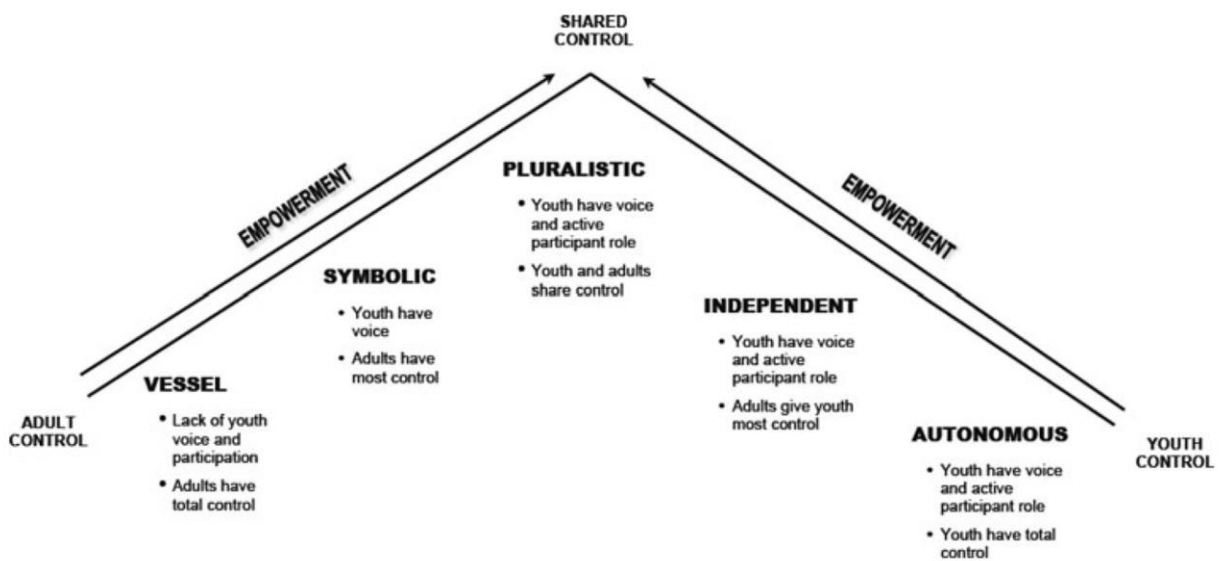 SHARED
CONTROL
EMPOWERMENT
EMPOWERMENT
PLURALISTIC
• Youth have voice
and active
participant role
• Youth and adults
share control
SYMBOLIC
• Youth have
voice
• Adults have
most control
INDEPENDENT
• Youth have voice
and active
participant role
• Adults give youth
most control
VESSEL
• Lack of youth
voice and
participation
• Adults have
total control
ADULT
CONTROL
AUTONOMOUS
• Youth have voice
and active
participant role
• Youth have total
control
YOUTH
CONTROL